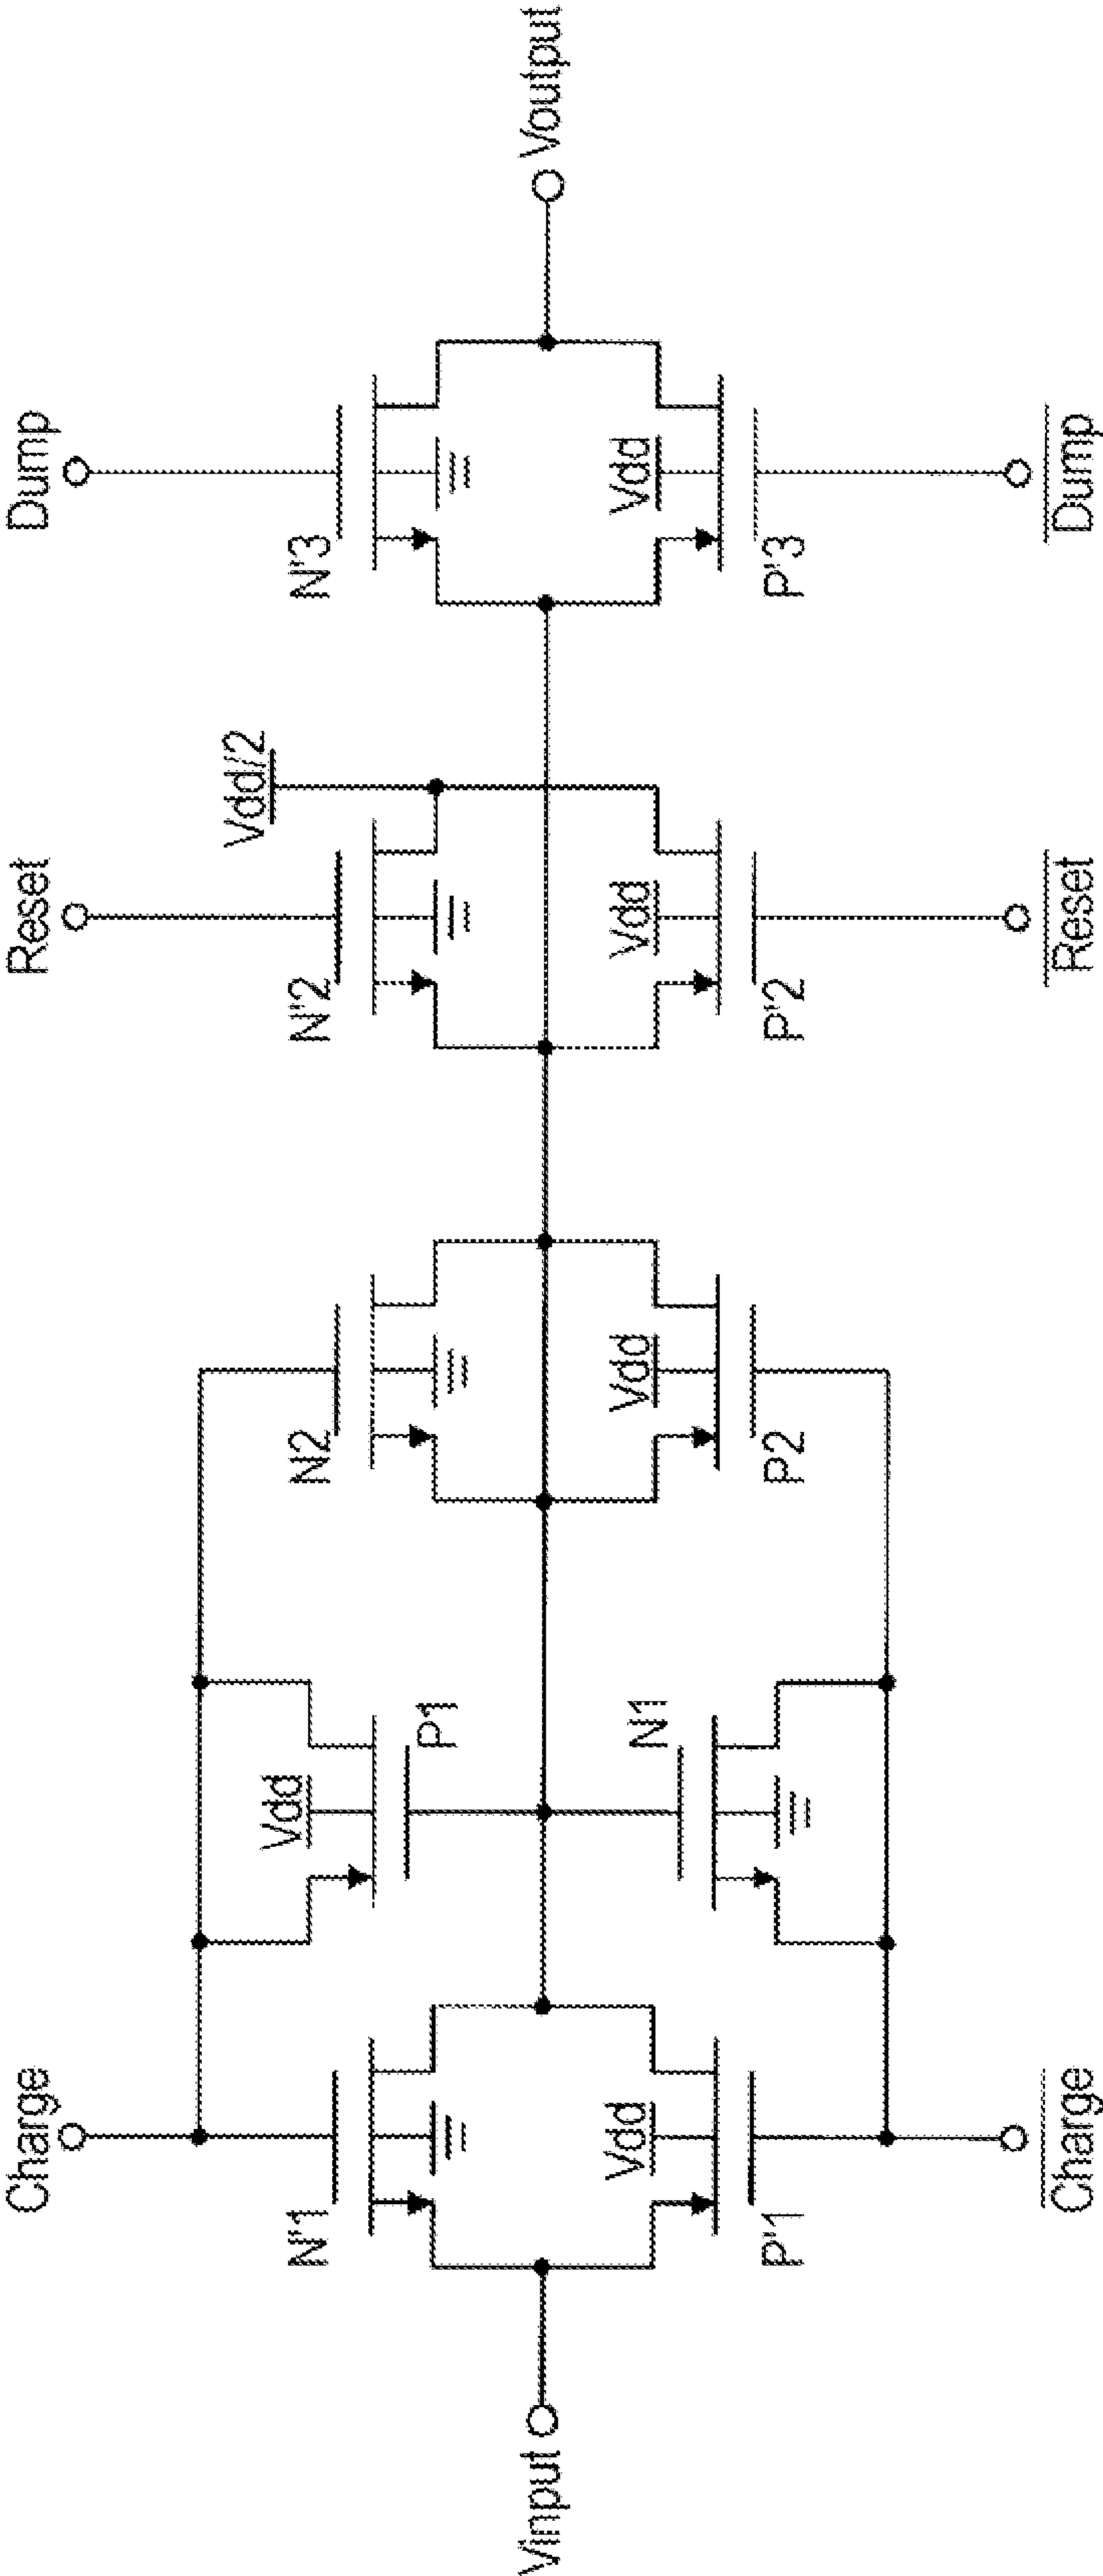 Charge
Reset
Dump
Vdd/2
N'1
Vdd
P1
N2
N'2
N'3
Vinput
Voutput
Vdd
N1
Vdd
Vdd
Vdd
P'1
P2
P'2
P'3
Charge
Reset
Dump